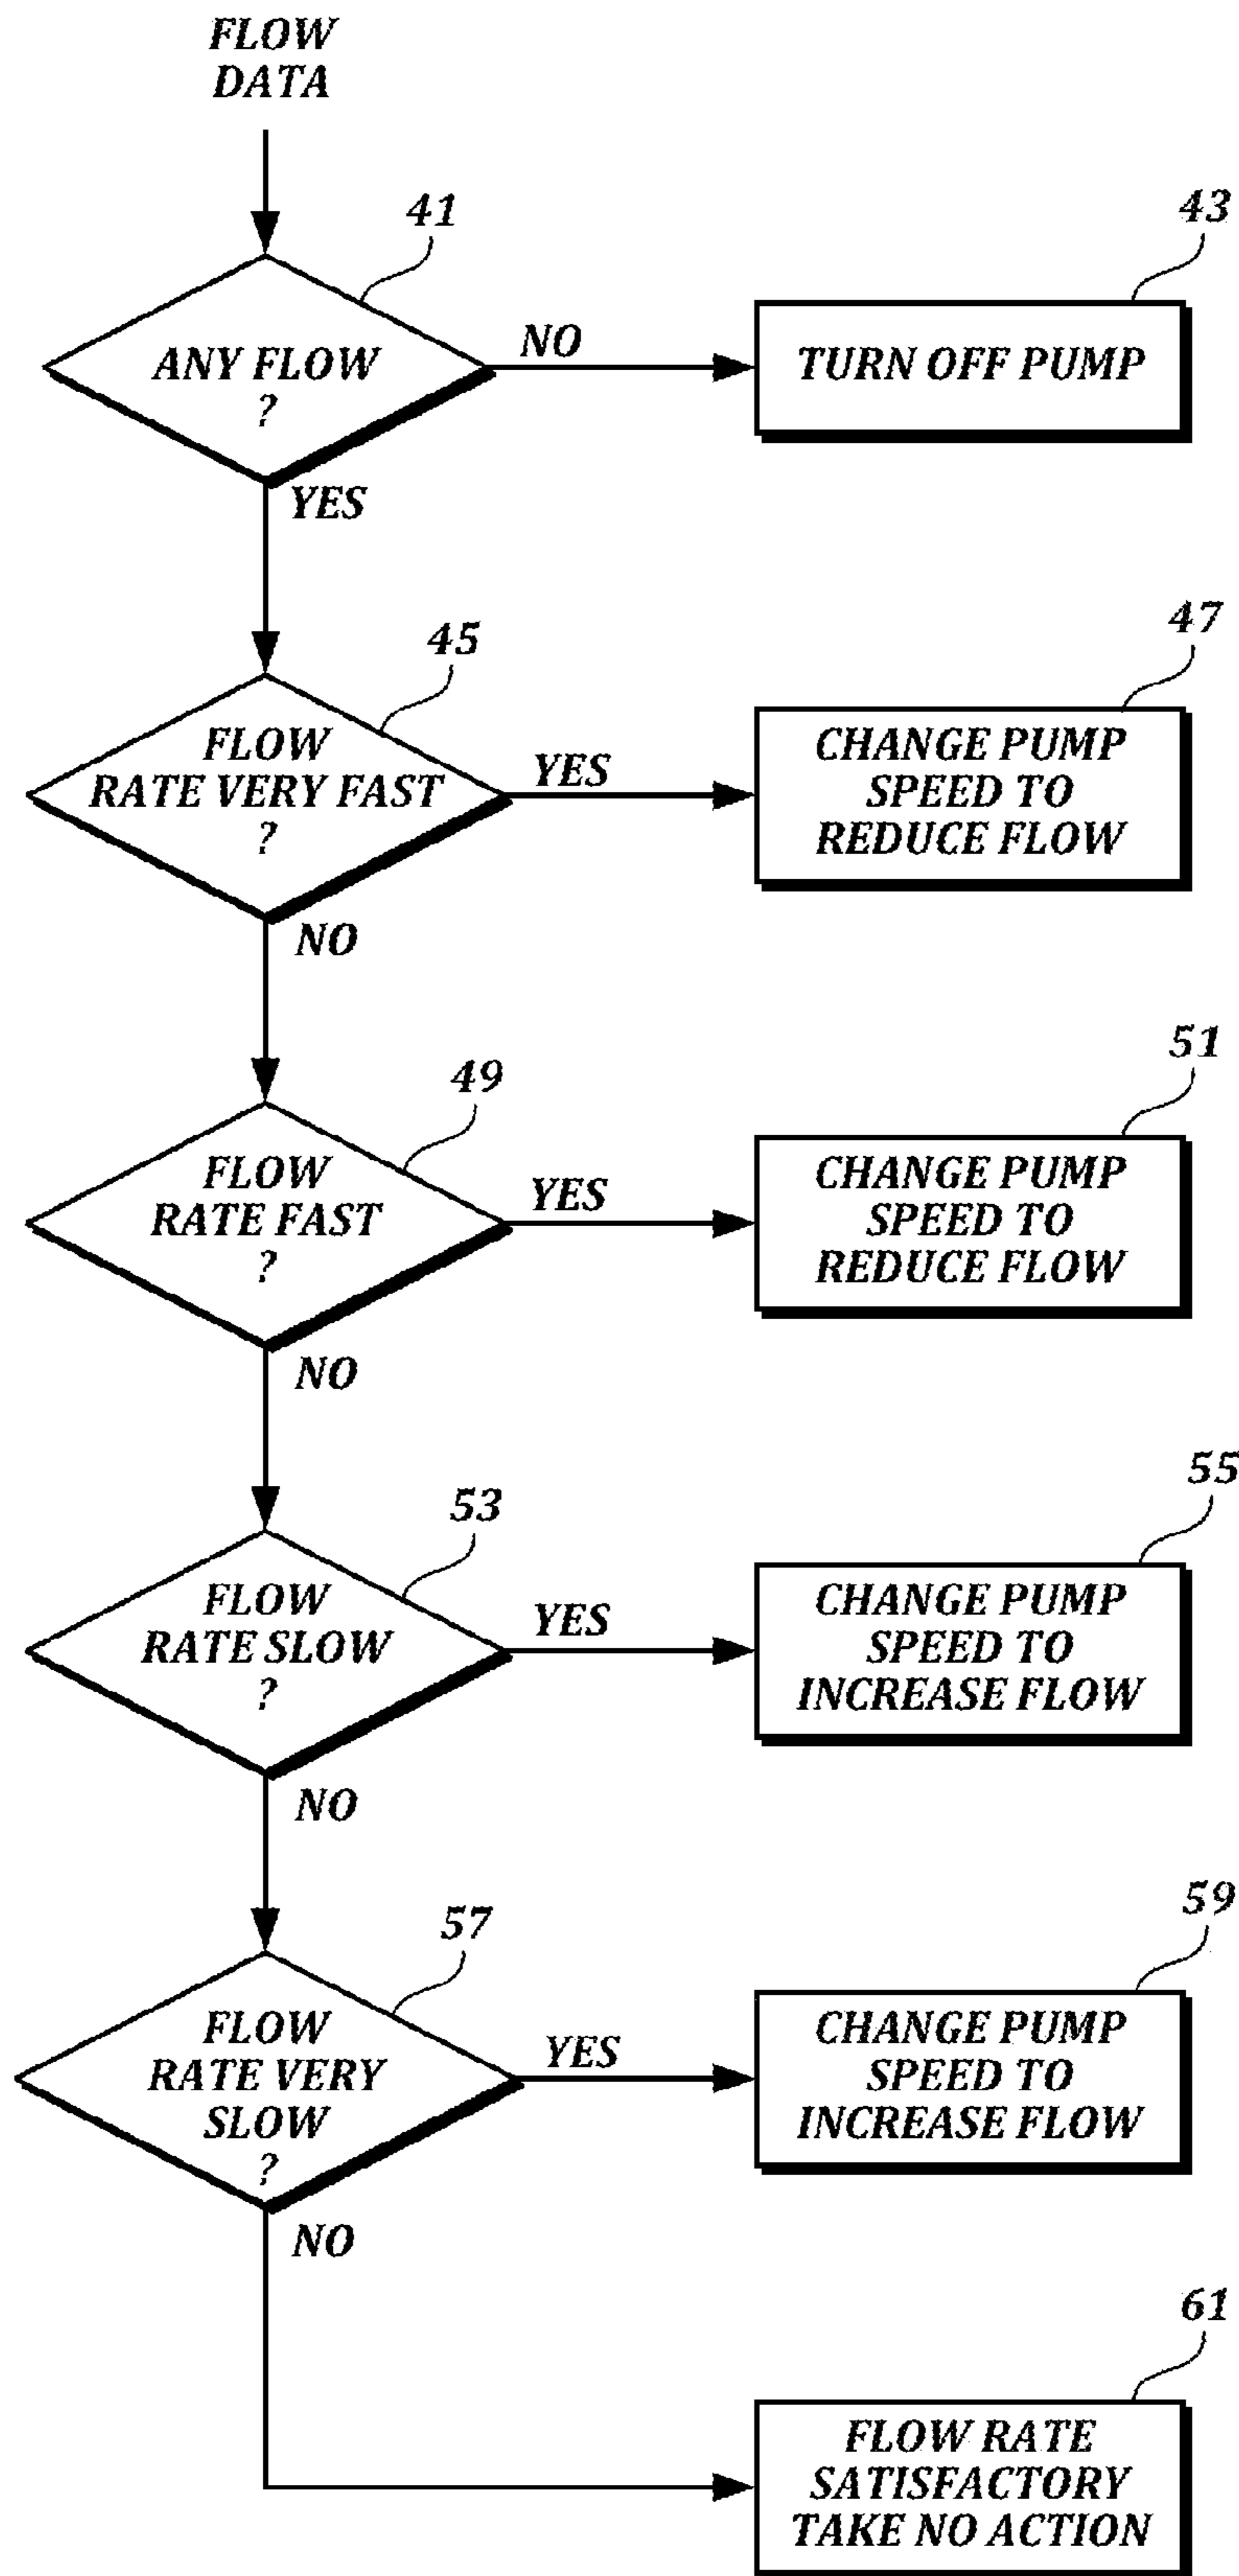 FLOW
DATA
41
43
ANY FLOW
?
NO
TURN OFF PUMP
YES
45
47
FLOW
RATE VERY FAST
?
YES
CHANGE PUMP
SPEED TO
REDUCE FLOW
NO
49
51
FLOW
RATE FAST
?
YES
CHANGE PUMP
SPEED TO
REDUCE FLOW
NO
53
55
FLOW
RATE SLOW
?
YES
CHANGE PUMP
SPEED TO
INCREASE FLOW
NO
57
59
FLOW
RATE VERY
SLOW
?
YES
CHANGE PUMP
SPEED TO
INCREASE FLOW
NO
61
FLOW RATE
SATISFACTORY
TAKE NO ACTION